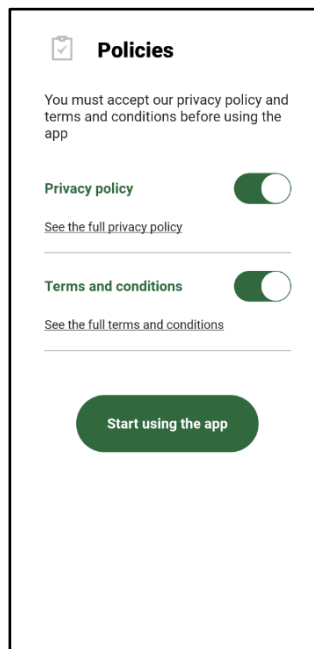 Policies
You must accept our privacy policy and
terms and conditions before using the
app
Privacy policy
See the full privacy policy
Terms and conditions
See the full terms and conditions
Start using the app